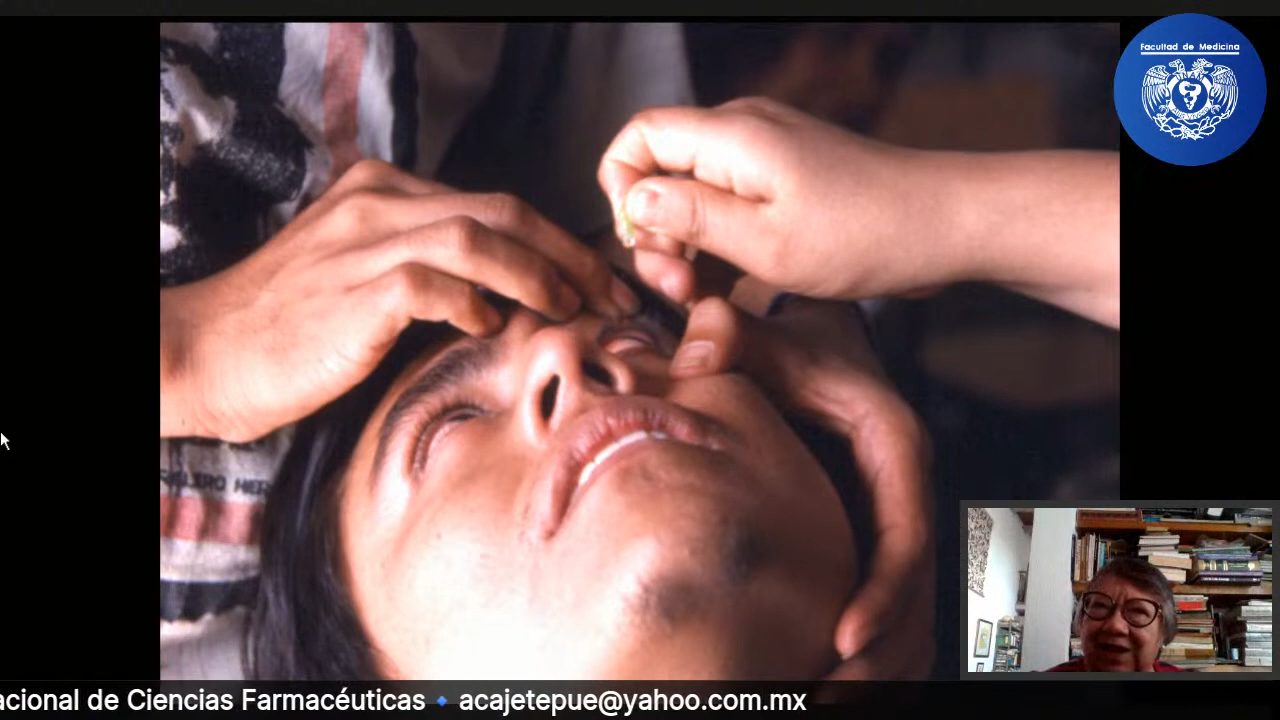 Facultad de Medicina
acional de Ciencias Farmacéuticas 🔹 acajetepue@yahoo.com.mx